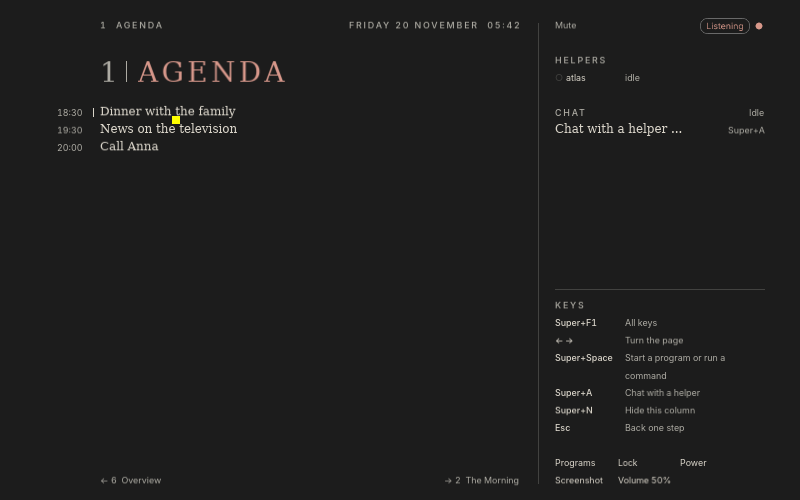 1 AGENDA
FRIDAY 20 NOVEMBER 05:42
1 | AGENDA
18:30 Dinner with the family
19:30 News on the television
20:00 Call Anna
← 6 Overview
→ 2 The Morning
Mute
Listening
HELPERS
atlas idle
CHAT Idle
Chat with a helper ... Super+A
KEYS
Super+F1 All keys
← → Turn the page
Super+Space Start a program or run a
command
Super+A Chat with a helper
Super+N Hide this column
Esc Back one step
Programs Lock Power
Screenshot Volume 50%